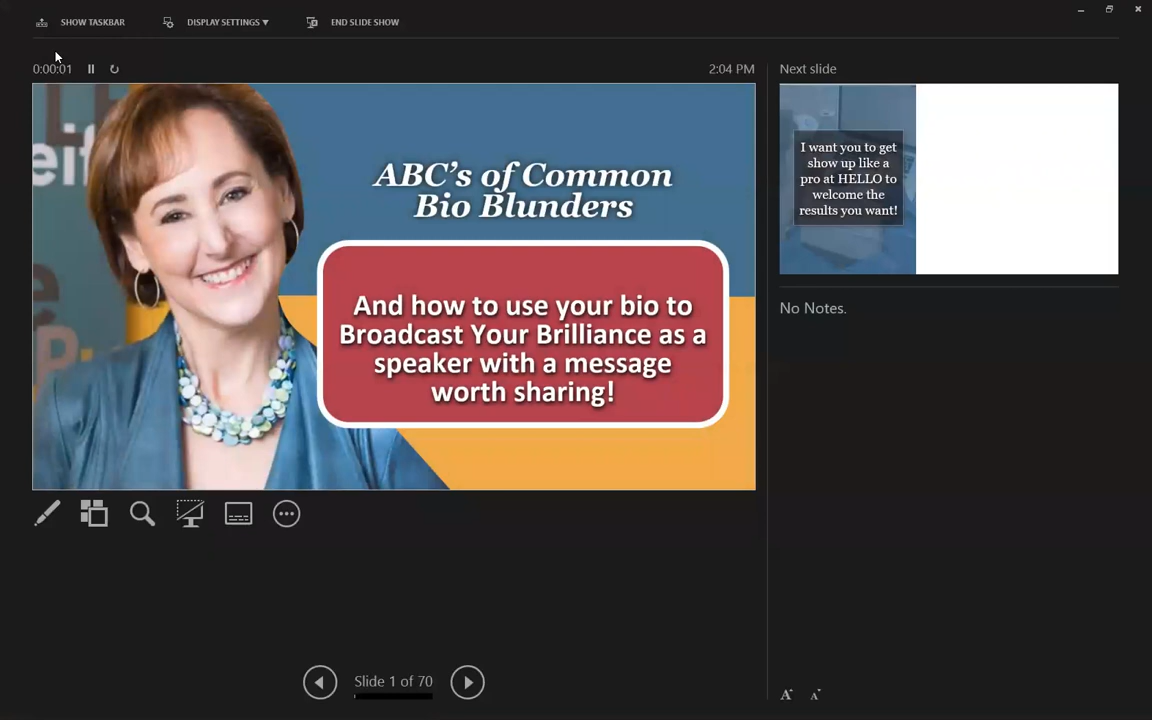 SHOW TASKBAR
DISPLAY SETTINGS
END SLIDE SHOW
0:00:01
2:04 PM
ABC's of Common
Bio Blunders
And how to use your bio to
Broadcast Your Brilliance as a
speaker with a message
worth sharing!
Next slide
I want you to get
show up like a
pro at HELLO to
welcome the
results you want!
No Notes.
Slide 1 of 70
A A